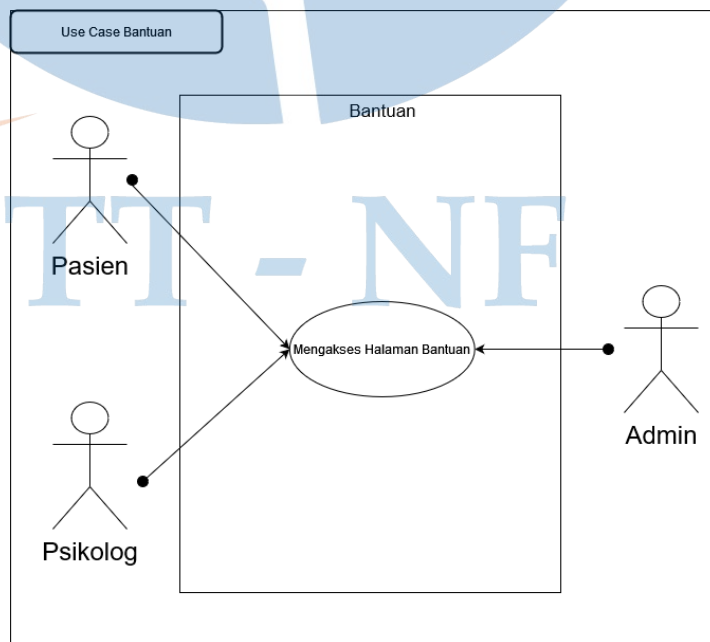 Use Case Bantuan
Bantuan
Pasien
TT - NF
Mengakses Halaman Bantuan
Admin
Psikolog